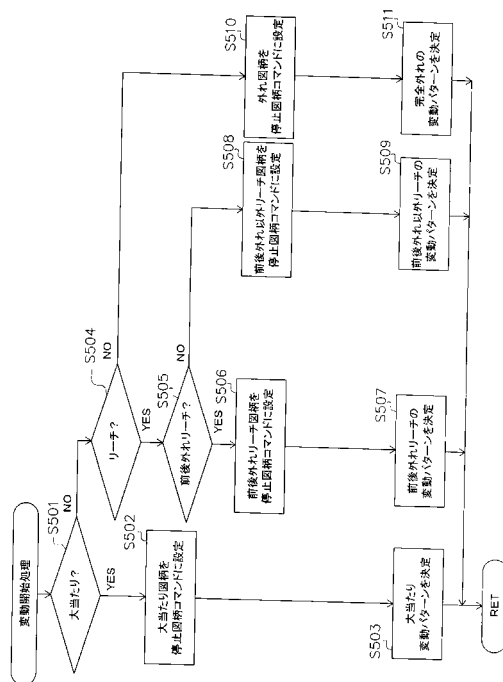 変動開始処理
S501
大当たり?
NO
YES
S502
大当たり図柄を
停止図柄コマンドに設定
S503
大当たり
変動パターンを決定
S504
リーチ?
NO
YES
S505
前後外れリーチ?
NO
YES
S506
前後外れリーチ図柄を
停止図柄コマンドに設定
S507
前後外れリーチの
変動パターンを決定
S508
前後外れ以外リーチ図柄を
停止図柄コマンドに設定
S509
前後外れ以外リーチの
変動パターンを決定
S510
外れ図柄を
停止図柄コマンドに設定
S511
完全外れの
変動パターンを決定
RET